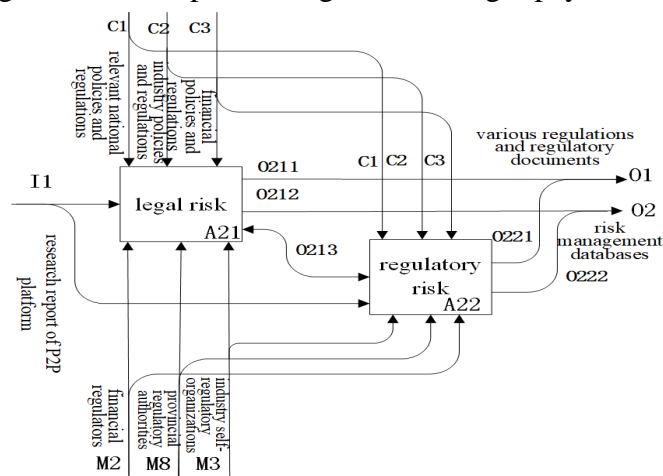 C1
C2
C3
relevant national
policies and
regulations
industry policies
and regulations
financial
policies and
regulations
various regulations
and regulatory
documents
C1
C2
C3
I1
O211
O1
O212
O2
legal risk
A21
O213
O221
risk
management
databases
regulatory
risk
A22
O222
research report of P2P
platform
financial
regulators
provincial
regulatory
authorities
industry self-
regulatory
organizations
M2
M8
M3